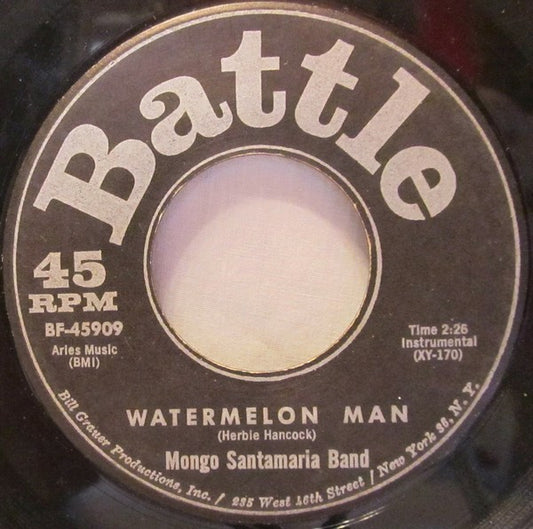 Battle
45
RPM
BF-45909
Aries Music
(BMI)
Time 2:26
Instrumental
(XY-170)
WATERMELON MAN
(Herbie Hancock)
Mongo Santamaria Band
Bill Grauer Productions, Inc. / 235 West 46th Street / New York 36, N. Y.